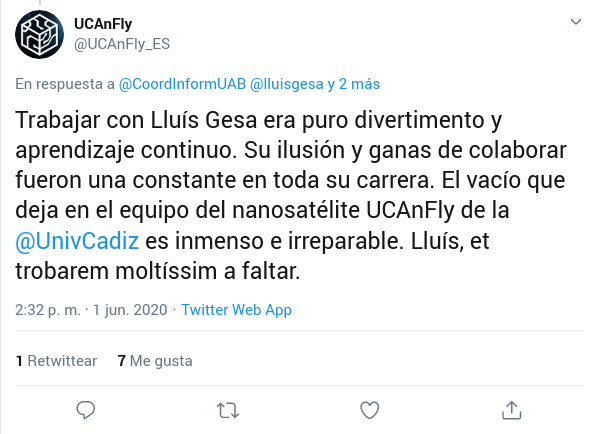 UCAnFly
@UCAnFly_ES
En respuesta a @CoordInformUAB @lluisgesa y 2 más
Trabajar con Lluís Gesa era puro divertimento y
aprendizaje continuo. Su ilusión y ganas de colaborar
fueron una constante en toda su carrera. El vacío que
deja en el equipo del nanosatélite UCAnFly de la
@UnivCadiz es inmenso e irreparable. Lluís, et
trobarem moltíssim a faltar.
2:32 p. m. · 1 jun. 2020 · Twitter Web App
1 Retwittear 7 Me gusta